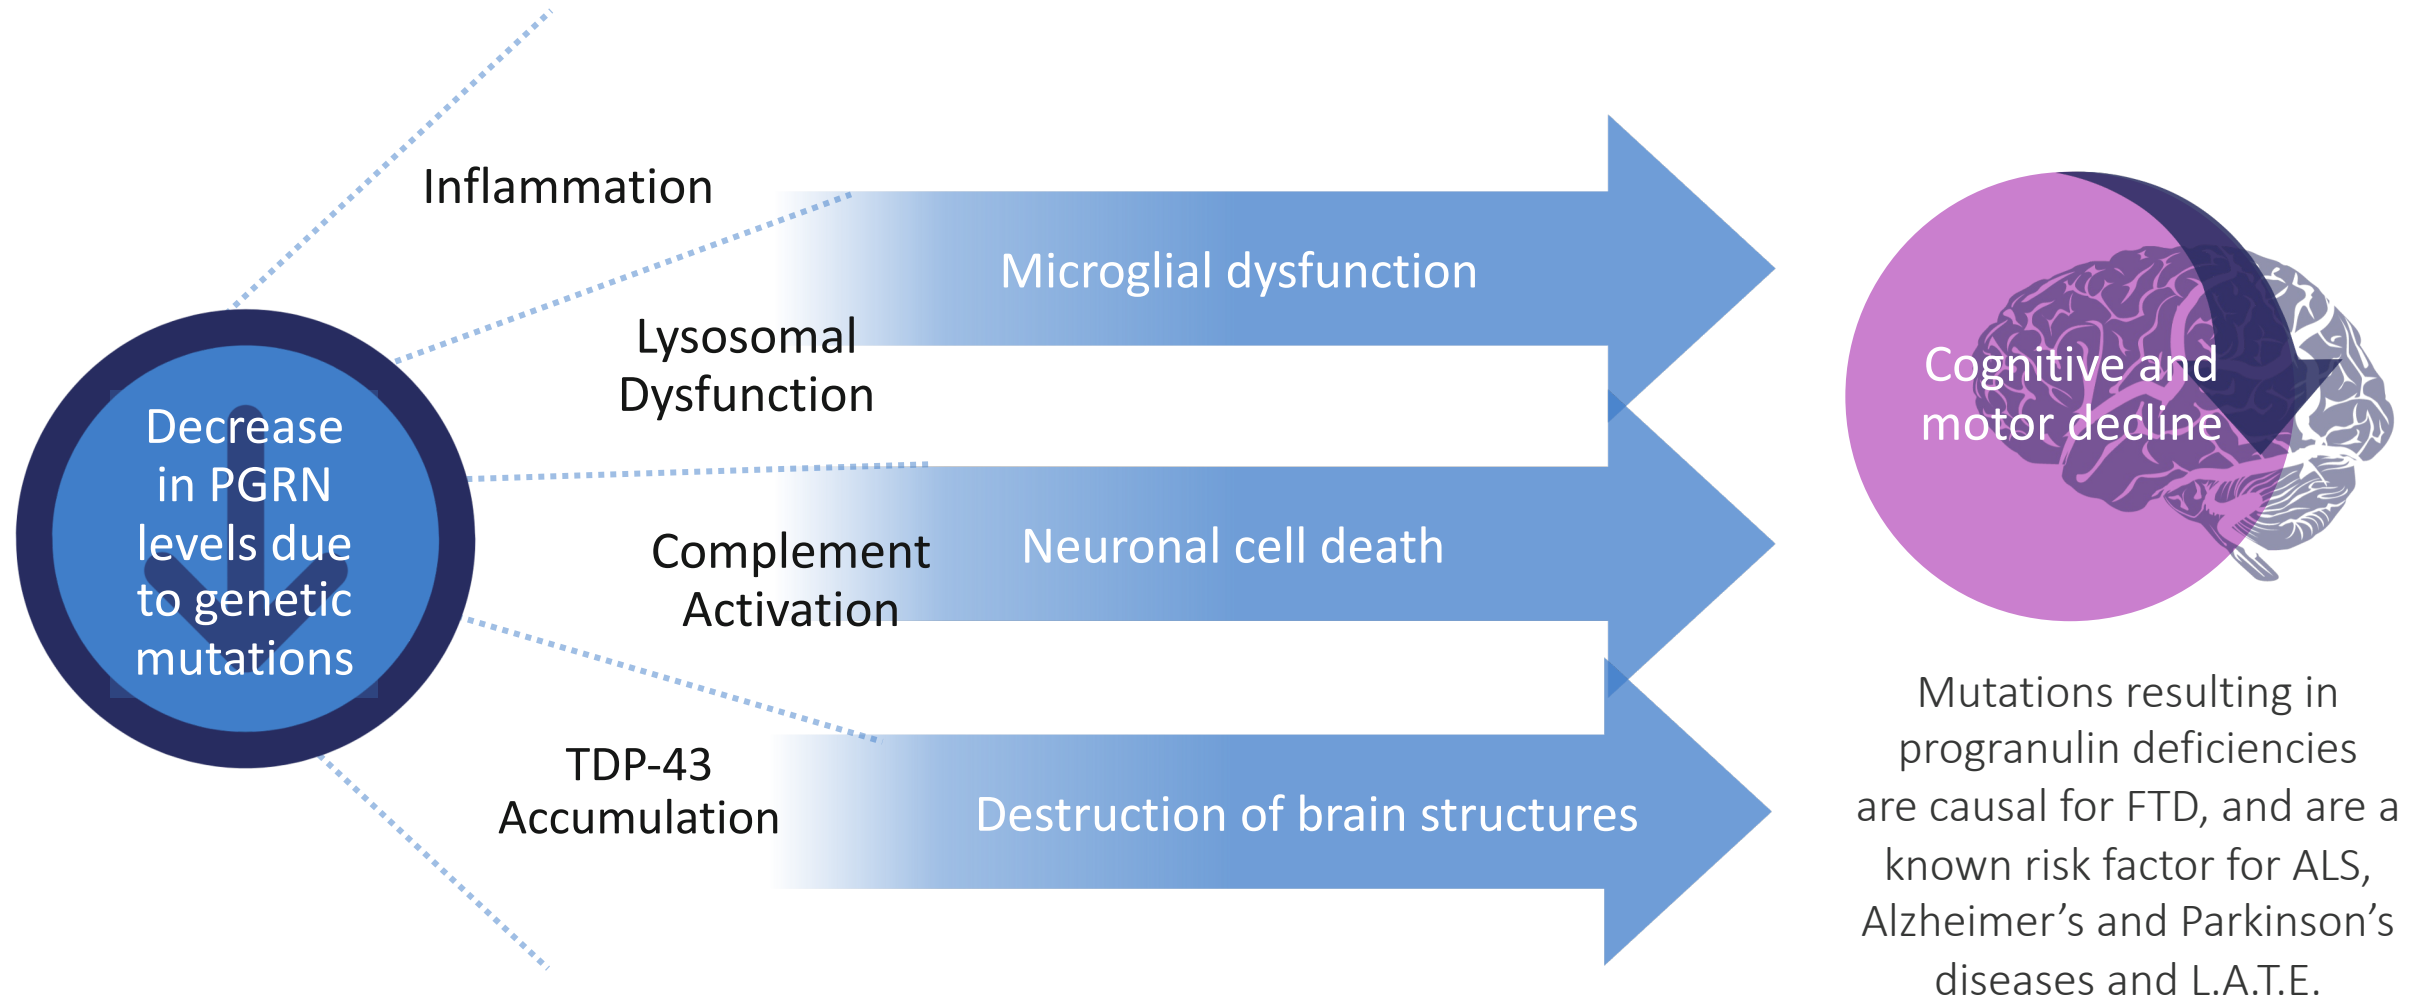 Decrease
in PGRN
levels due
to genetic
mutations
Inflammation
Lysosomal
Dysfunction
Complement
Activation
TDP-43
Accumulation
Microglial dysfunction
Neuronal cell death
Destruction of brain structures
Cognitive and
motor decline
Mutations resulting in
progranulin deficiencies
are causal for FTD, and are a
known risk factor for ALS,
Alzheimer’s and Parkinson’s
diseases and L.A.T.E.